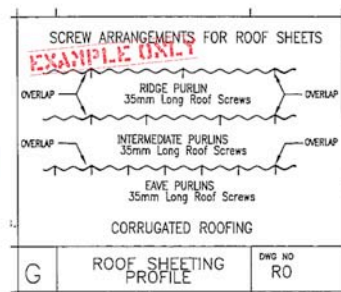 SCREW ARRANGEMENTS FOR ROOF SHEETS
EXAMPLE ONLY
OVERLAP
RIDGE PURLIN
35mm Long Roof Screws
OVERLAP
OVERLAP
INTERMEDIATE PURLINS
35mm Long Roof Screws
OVERLAP
EAVE PURLINS
35mm Long Roof Screws
CORRUGATED ROOFING
G
ROOF SHEETING
PROFILE
DWG NO
RO